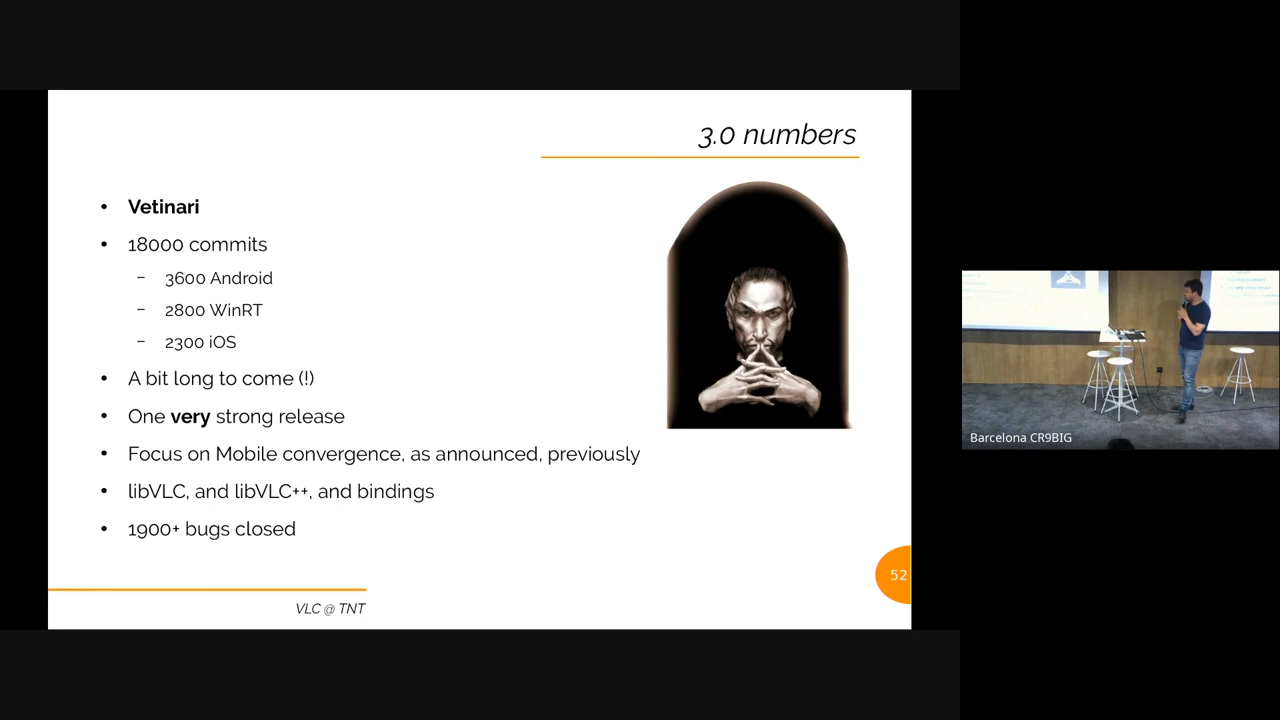 3.0 numbers
Vetinari
18000 commits
3600 Android
2800 WinRT
2300 iOS
A bit long to come (!)
One very strong release
Focus on Mobile convergence, as announced, previously
libVLC, and libVLC++, and bindings
1900+ bugs closed
52
VLC @ TNT
Barcelona CR9BIG